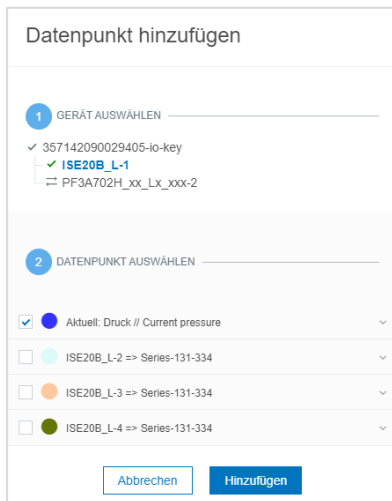 Datenpunkt hinzufügen
1 GERÄT AUSWÄHLEN
357142090029405-io-key
ISE20B_L-1
PF3A702H_xx_Lx_xxx-2
2 DATENPUNKT AUSWÄHLEN
Aktuell: Druck // Current pressure
ISE20B_L-2 => Series-131-334
ISE20B_L-3 => Series-131-334
ISE20B_L-4 => Series-131-334
Abbrechen Hinzufügen